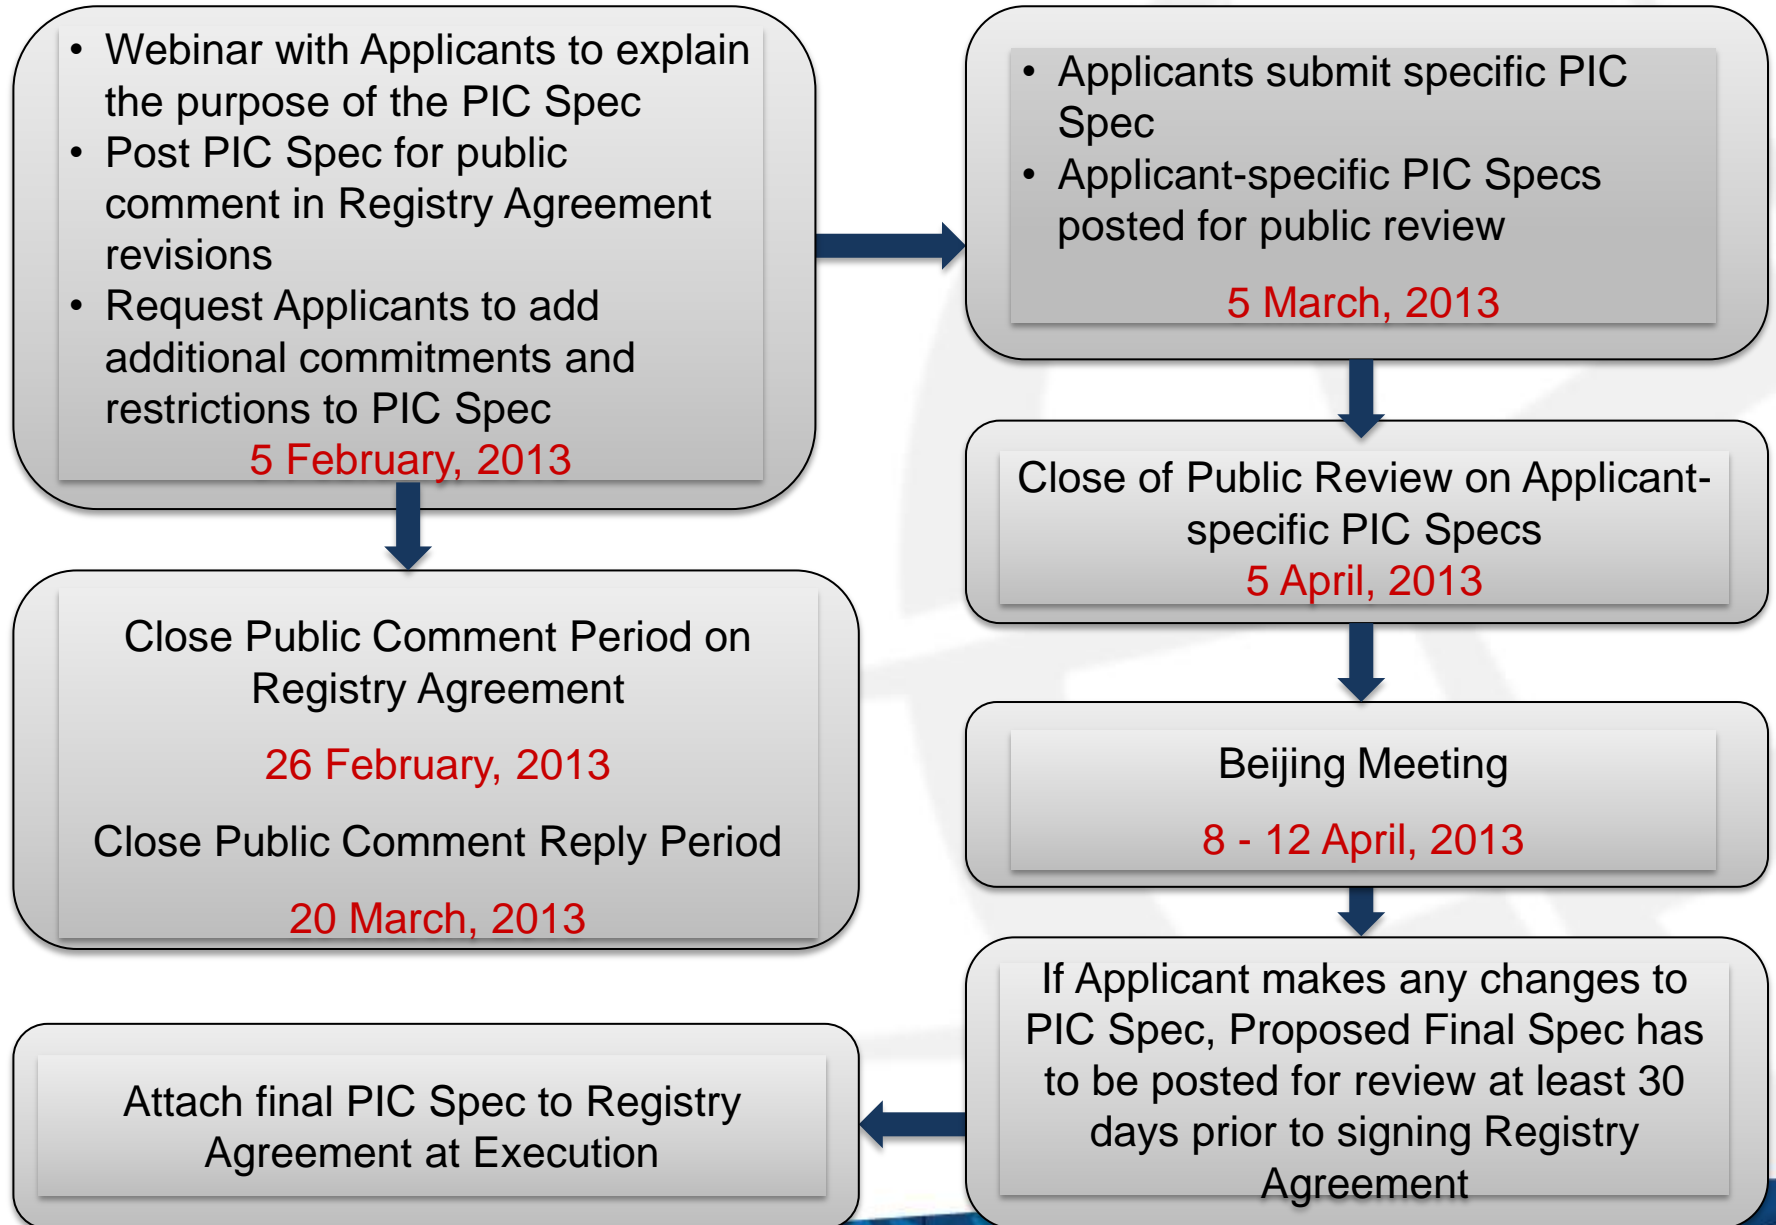 • Webinar with Applicants to explain
the purpose of the PIC Spec
• Post PIC Spec for public
comment in Registry Agreement
revisions
• Request Applicants to add
additional commitments and
restrictions to PIC Spec
5 February, 2013
Close Public Comment Period on
Registry Agreement
26 February, 2013
Close Public Comment Reply Period
20 March, 2013
• Applicants submit specific PIC
Spec
• Applicant-specific PIC Specs
posted for public review
5 March, 2013
Close of Public Review on Applicant-
specific PIC Specs
5 April, 2013
Beijing Meeting
8 - 12 April, 2013
If Applicant makes any changes to
PIC Spec, Proposed Final Spec has
to be posted for review at least 30
days prior to signing Registry
Agreement
Attach final PIC Spec to Registry
Agreement at Execution